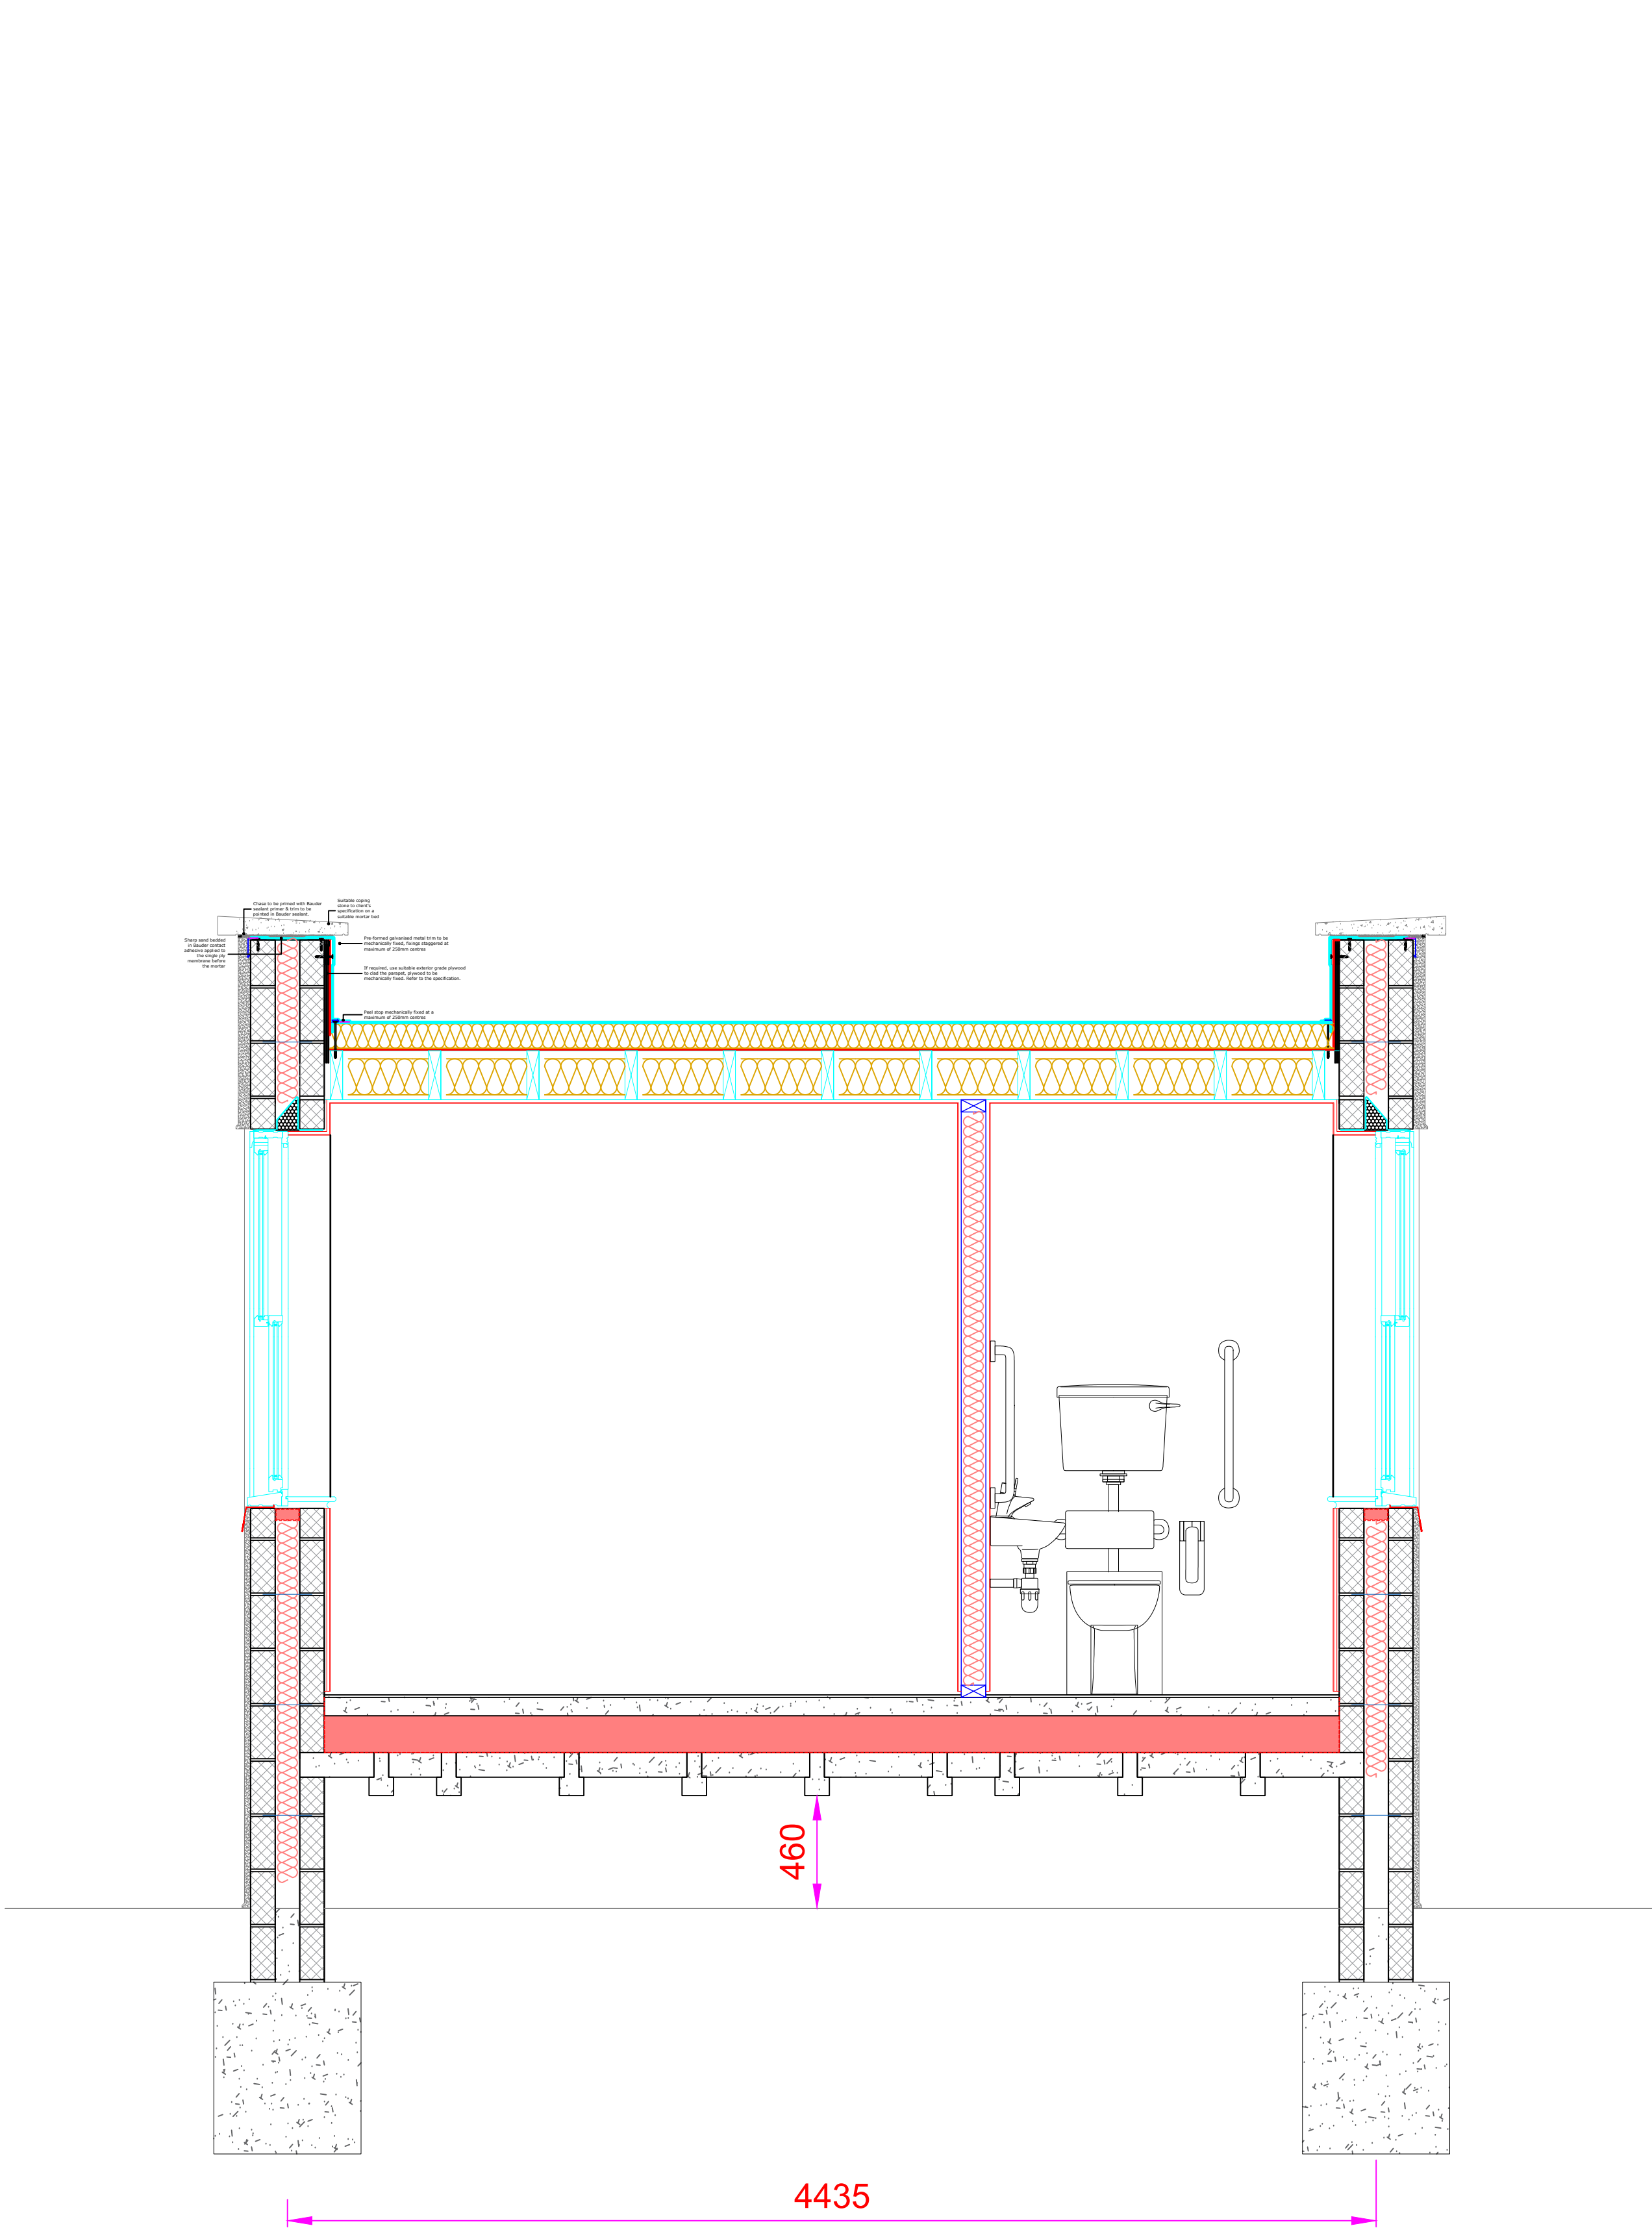 Chase to be primed with Bauder
sealant primer & trim to be
pointed in Bauder sealent.
Suitable coping
stone to client's
specification on a
suitable mortar bed
Sharp sand bedded
in Bauder contact
adhesive applied to
the single ply
membrane before
the mortar
Pre-formed galvanised metal trim to be
mechanically fixed, fixings staggered at
maximum of 250mm centres
If required, use suitable exterior grade plywood
to clad the parapet, plywood to be
mechanically fixed. Refer to the specification.
Peel stop mechanically fixed at a
maximum of 250mm centres
460
4435